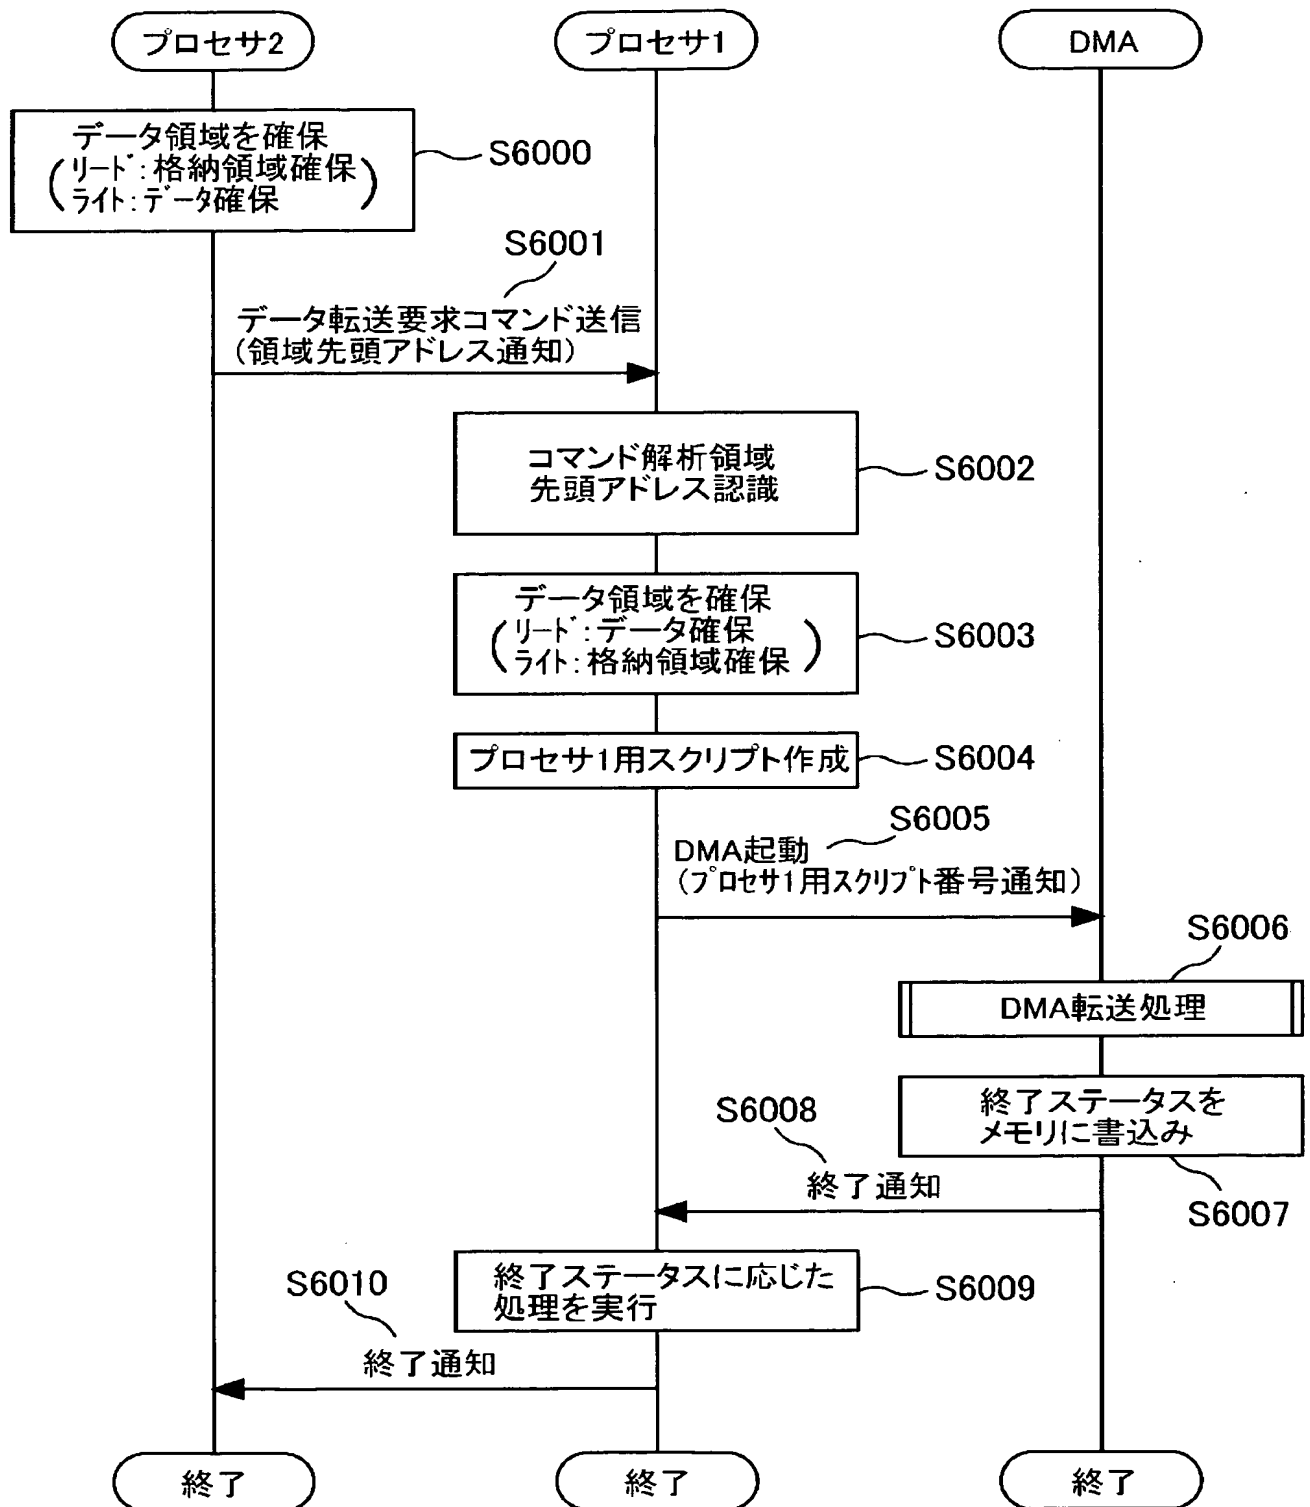 プロセサ2
プロセサ1
DMA
データ領域を確保
(リード:格納領域確保
ライト:データ確保)
S6000
S6001
データ転送要求コマンド送信
(領域先頭アドレス通知)
コマンド解析領域
先頭アドレス認識
S6002
データ領域を確保
(リード:データ確保
ライト:格納領域確保)
S6003
プロセサ1用スクリプト作成
S6004
S6005
DMA起動
(プロセサ1用スクリプト番号通知)
S6006
DMA転送処理
終了ステータスを
メモリに書込み
S6007
S6008
終了通知
終了ステータスに応じた
処理を実行
S6009
S6010
終了通知
終了
終了
終了